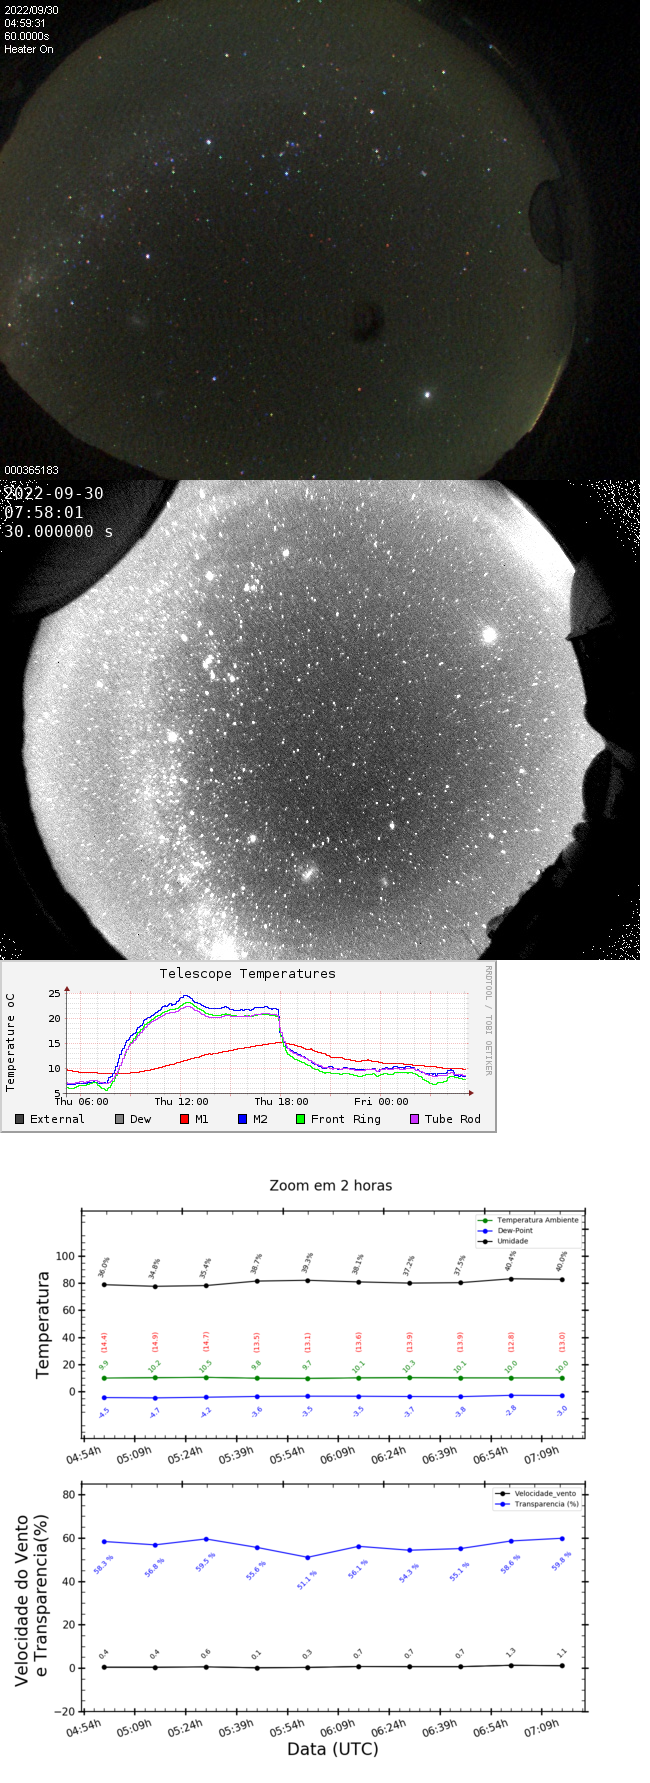 2022/09/30
04:59:31
60.0000s
Heater On
000365183
2022-09-30
07:58:01
30.000000 s
Telescope Temperatures
RRDTOOL / TOBI OETIKER
Temperature oC
25
20
15
10
5
Thu 06:00 Thu 12:00 Thu 18:00 Fri 00:00
External Dew M1 M2 Front Ring Tube Rod
Zoom em 2 horas
Temperatura Ambiente
Dew-Point
Umidade
Temperatura
100
80
60
40
20
0
36.0% 34.8% 35.4% 38.7% 39.3% 38.1% 37.2% 37.5% 40.4% 40.0%
(14.4) (14.9) (14.7) (13.5) (13.1) (13.6) (13.9) (13.9) (12.8) (13.0)
9.9 10.2 10.5 9.8 9.7 10.1 10.3 10.1 10.0 10.0
-4.5 -4.7 -4.2 -3.6 -3.5 -3.5 -3.7 -3.8 -2.8 -3.0
04:54h 05:09h 05:24h 05:39h 05:54h 06:09h 06:24h 06:39h 06:54h 07:09h
Velocidade_vento
Transparencia (%)
Velocidade do Vento
e Transparencia(%)
80
60
40
20
0
−20
58.3 % 56.8 % 59.5 % 55.6 % 51.1 % 56.1 % 54.3 % 55.1 % 58.6 % 59.8 %
0.4 0.4 0.6 0.1 0.3 0.7 0.7 0.7 1.3 1.1
04:54h 05:09h 05:24h 05:39h 05:54h 06:09h 06:24h 06:39h 06:54h 07:09h
Data (UTC)